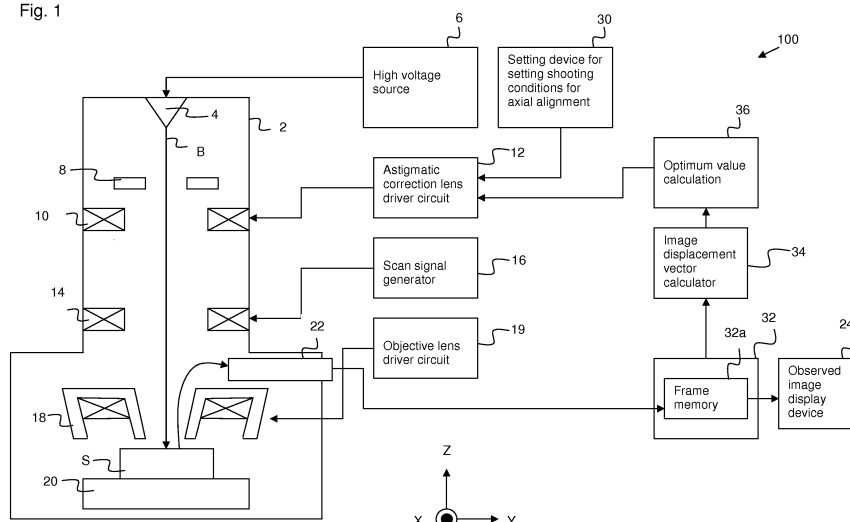 Fig. 1
6
30
100
High voltage
source
Setting device for
setting shooting
conditions for
axial alignment
4
2
36
B
12
8
Astigmatic
correction lens
driver circuit
Optimum value
calculation
10
Image
displacement
vector
calculator
34
Scan signal
generator
16
14
22
19
32a
32
24
Objective lens
driver circuit
Frame
memory
Observed
image
display
device
18
S
20
Z
X
Y